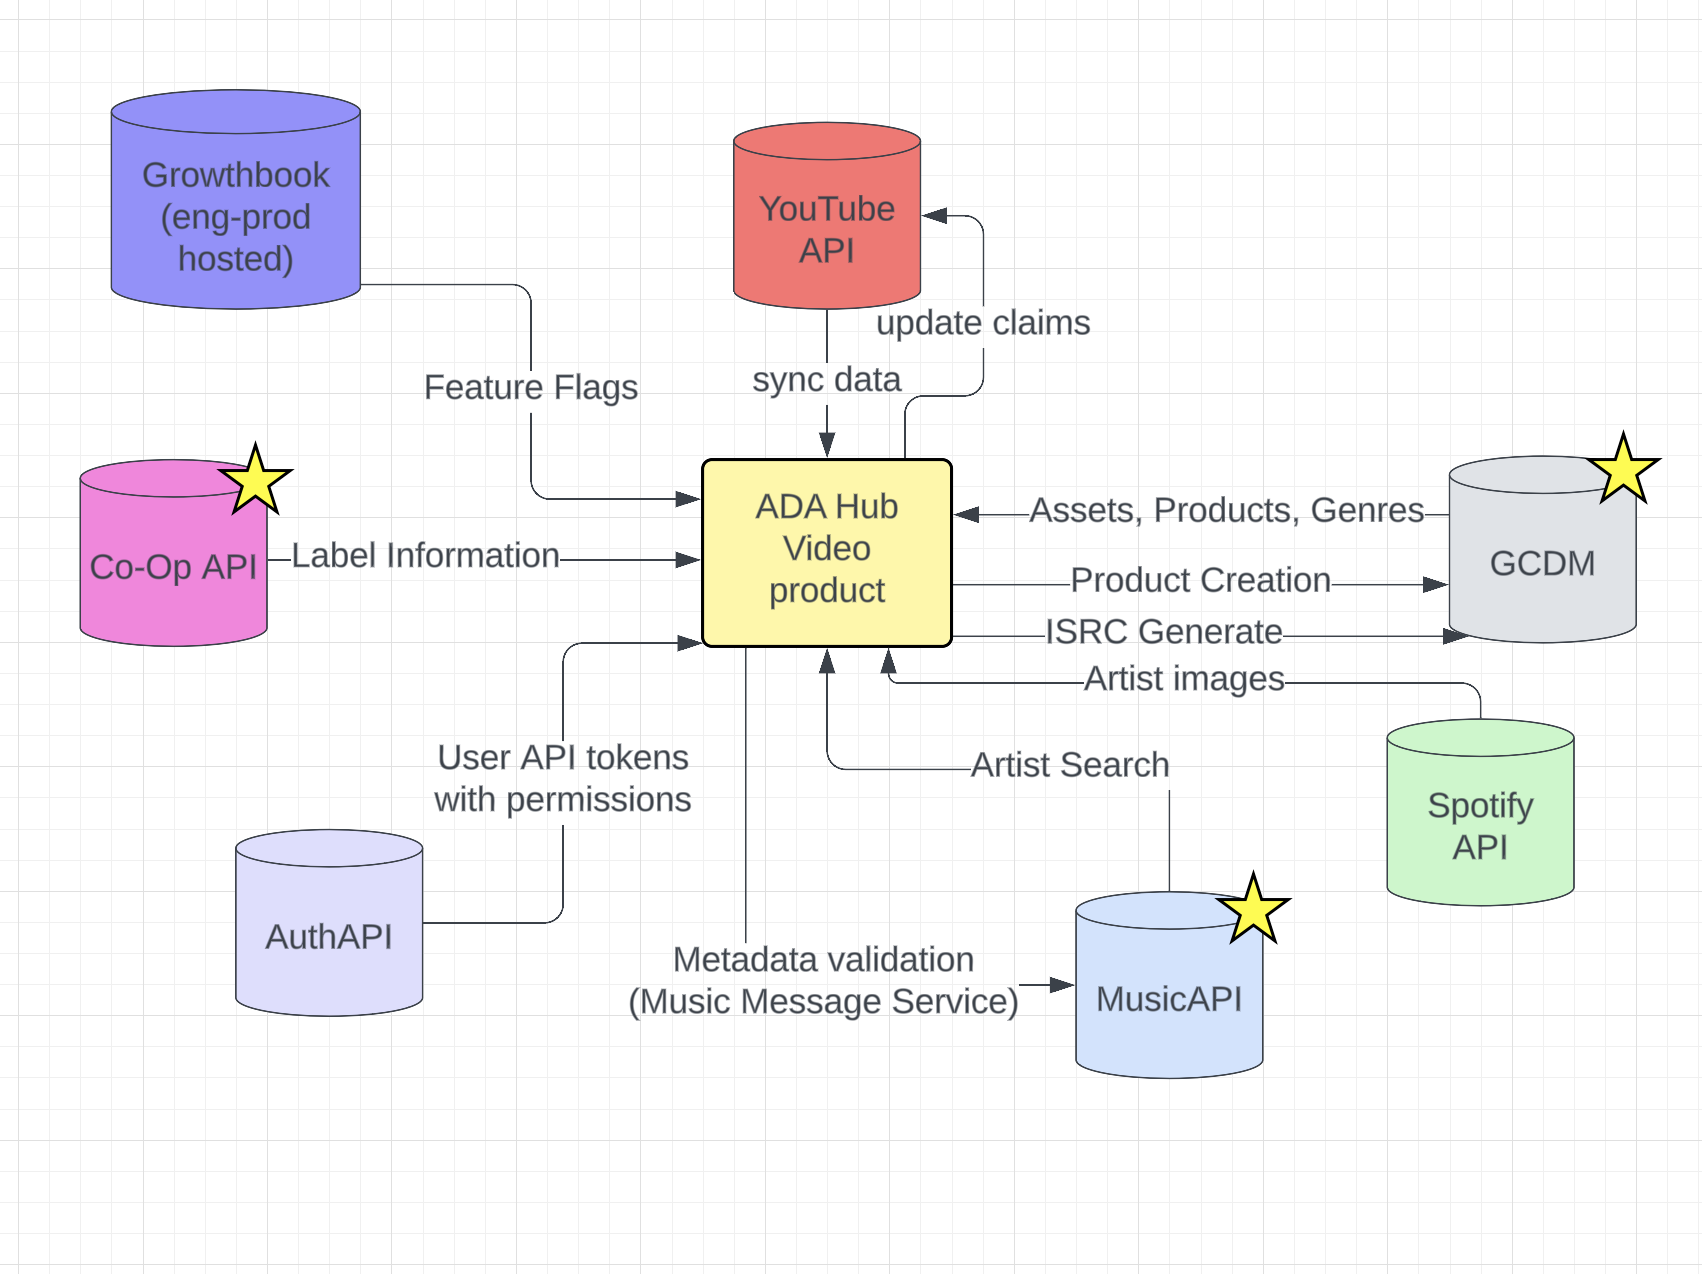 Growthbook
(eng-prod
hosted)
YouTube
API
update claims
sync data
Feature Flags
Co-Op API
Label Information
ADA Hub
Video
product
Assets, Products, Genres
GCDM
Product Creation
ISRC Generate
Artist images
User API tokens
with permissions
Artist Search
Spotify
API
AuthAPI
Metadata validation
(Music Message Service)
MusicAPI